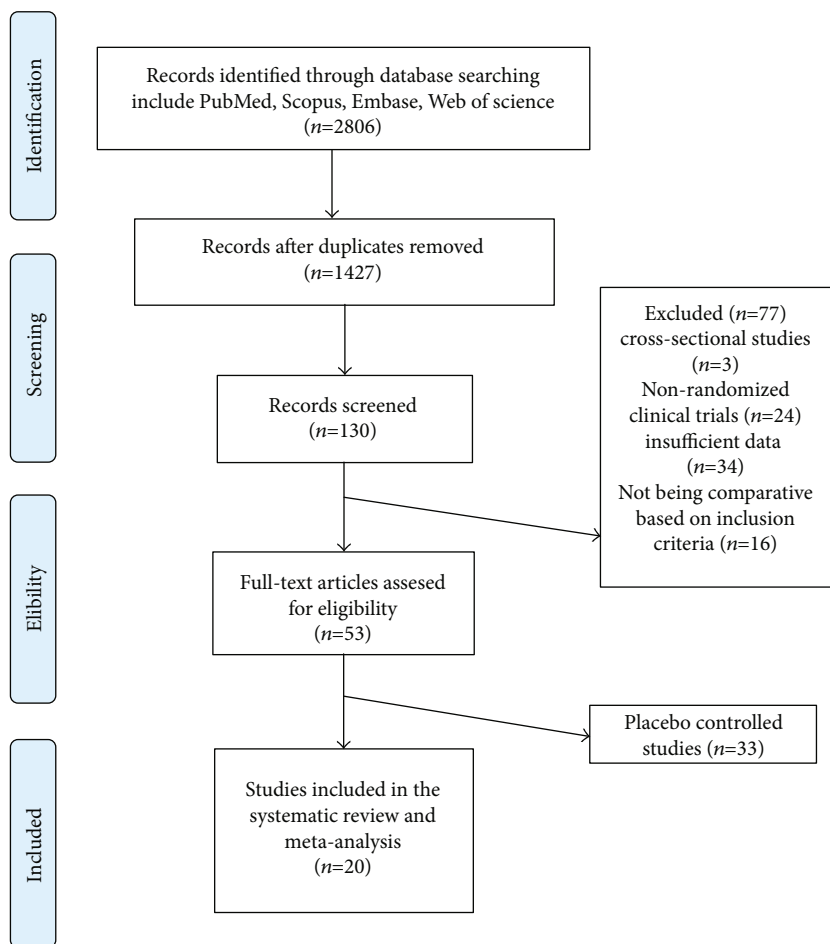 Identification
Records identified through database searching
include PubMed, Scopus, Embase, Web of science
(n=2806)
Records after duplicates removed
(n=1427)
Screening
Records screened
(n=130)
Excluded (n=77)
cross-sectional studies
(n=3)
Non-randomized
clinical trials (n=24)
insufficient data
(n=34)
Not being comparative
based on inclusion
criteria (n=16)
Elibility
Full-text articles assesed
for eligibility
(n=53)
Placebo controlled
studies (n=33)
Included
Studies included in the
systematic review and
meta-analysis
(n=20)